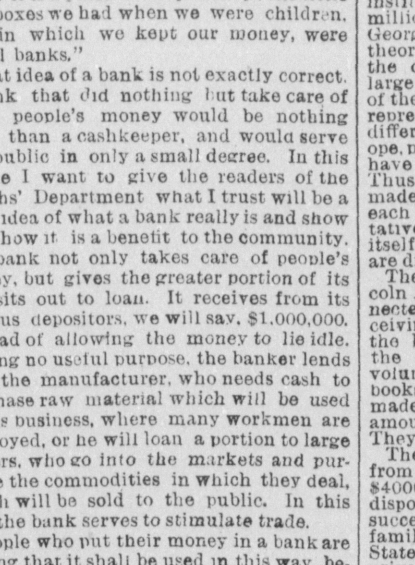 boxes we had when we were children.
in which we kept our money, were
l banks."
at idea of a bank is not exactly correct.
nk that did nothing but take care of
people's money would be nothing
than a cashkeeper, and would serve
public in only a small degree. In this
e I want to give the readers of the
hs' Department what I trust will be a
idea of what a bank really is and show
how it is a benefit to the community.
bank not only takes care of people's
y, but gives the greater portion of its
sits out to loan. It receives from its
us depositors, we will say, $1,000,000.
ad of allowing the money to lie idle,
ng no useful purpose, the banker lends
the manufacturer, who needs cash to
hase raw material which will be used
s business, where many workmen are
oyed, or he will loan a portion to large
rs, who go into the markets and pur-
e the commodities in which they deal,
h will be sold to the public. In this
the bank serves to stimulate trade.
ople who put their money in a bank are
ng that it shall be used in this way, be-
millio
Georg
theor
the c
large
of the
repre
differ
ope, n
have
Thus
made
each
tativ
itself
are d
The
coin
necte
ceivi
the b
the
volum
book
made
amou
They
The
from
$4000
dispo
succe
famil
State